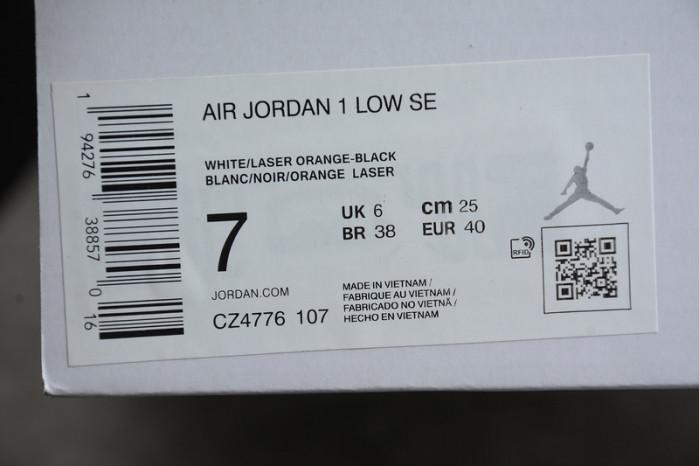 AIR JORDAN 1 LOW SE
WHITE/LASER ORANGE-BLACK
BLANC/NOIR/ORANGE LASER
7
UK 6
cm 25
BR 38
EUR 40
RFID
JORDAN.COM
CZ4776 107
MADE IN VIETNAM /
FABRIQUE AU VIETNAM /
FABRICADO NO VIETNÃ /
HECHO EN VIETNAM
1 94276 38857 0 16